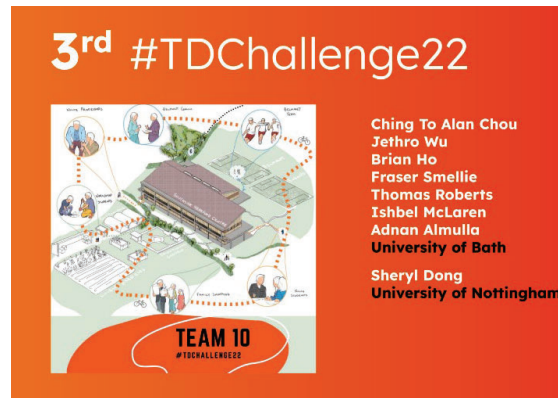 3rd #TDChallenge22
Ching To Alan Chou
Jethro Wu
Brian Ho
Fraser Smellie
Thomas Roberts
Ishbel McLaren
Adnan Almulla
University of Bath
Sheryl Dong
University of Nottingham
TEAM 10
#TDCHALLENGE22